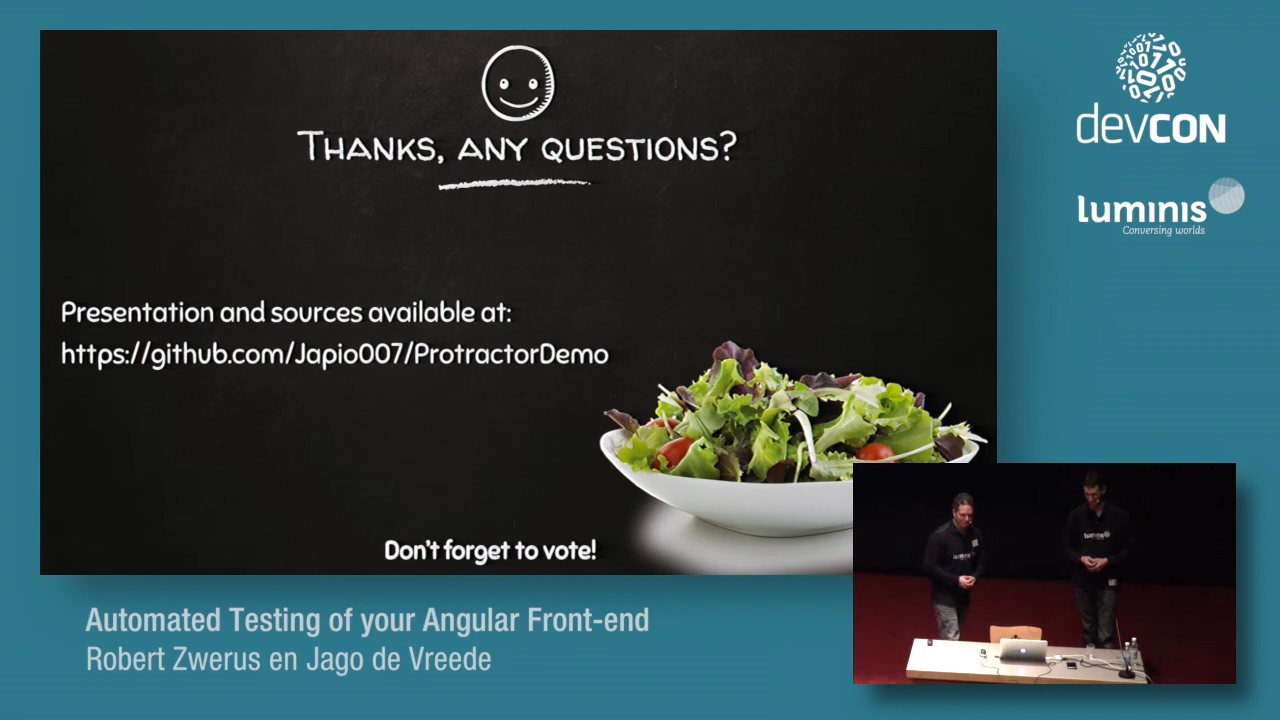 THANKS, ANY QUESTIONS?
Presentation and sources available at:
https://github.com/Japio007/ProtractorDemo
Don't forget to vote!
devCON
luminis
Conversing worlds
luminis
Automated Testing of your Angular Front-end
Robert Zwerus en Jago de Vreede